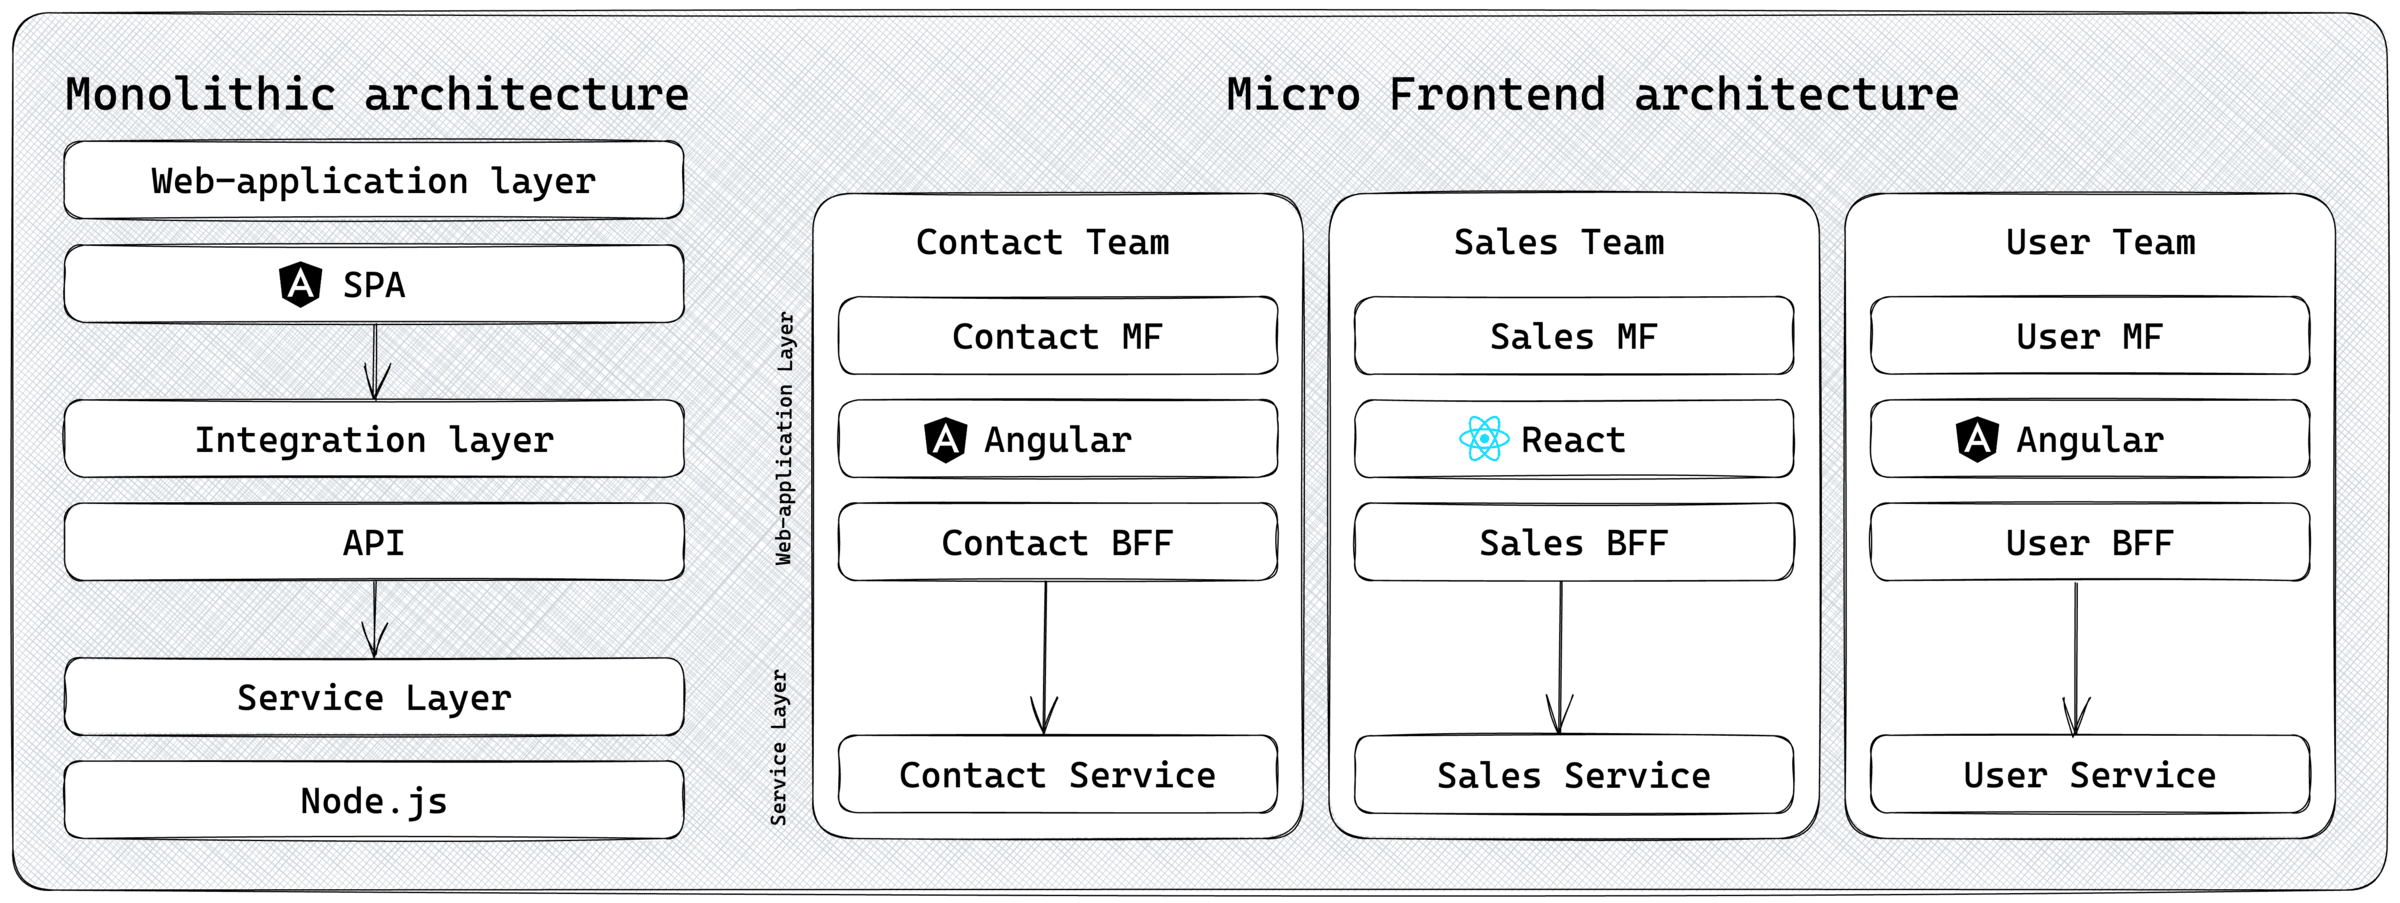 Monolithic architecture
Web-application layer
SPA
Integration layer
API
Service Layer
Node.js
Micro Frontend architecture
Web-application Layer
Service Layer
Contact Team
Contact MF
Angular
Contact BFF
Contact Service
Sales Team
Sales MF
React
Sales BFF
Sales Service
User Team
User MF
Angular
User BFF
User Service